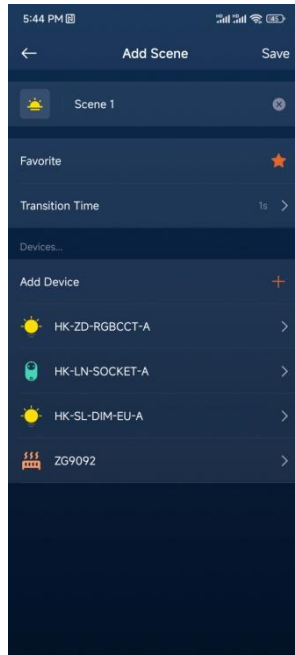 5:44 PM
45
← Add Scene Save
Scene 1
Favorite
Transition Time 1s >
Devices...
Add Device +
HK-ZD-RGBCCT-A >
HK-LN-SOCKET-A >
HK-SL-DIM-EU-A >
ZG9092 >